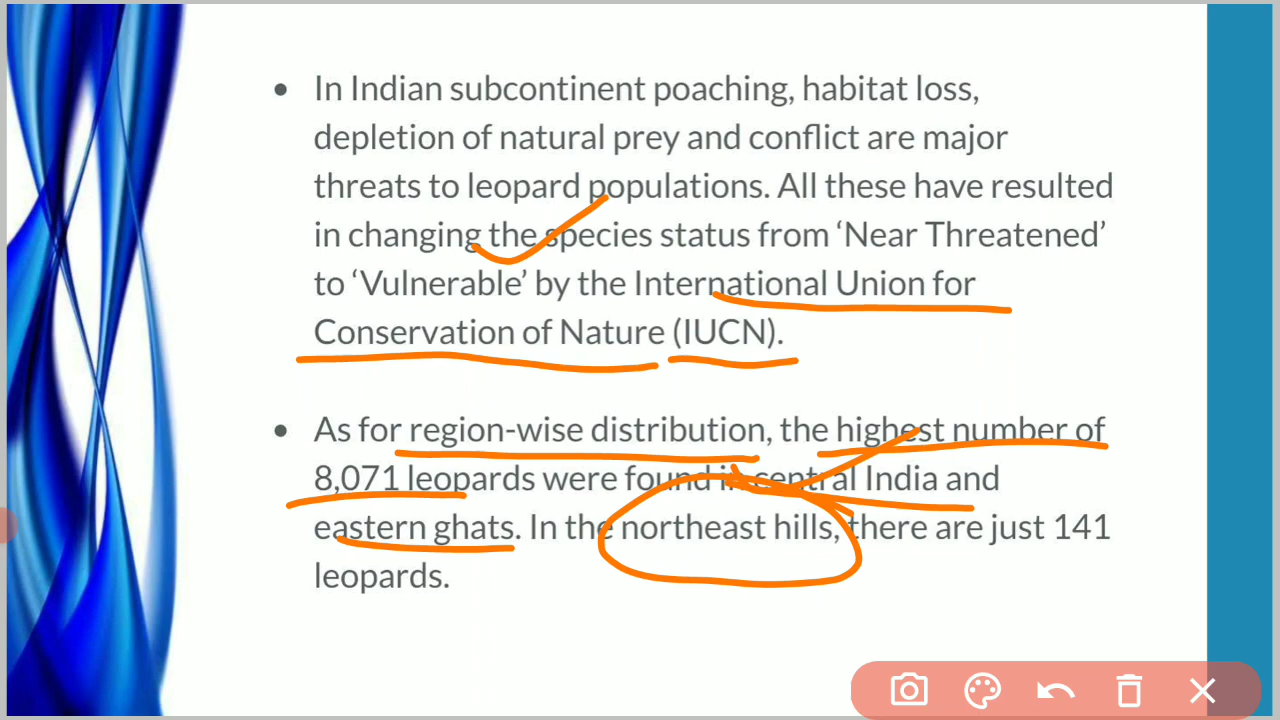 • In Indian subcontinent poaching, habitat loss,
depletion of natural prey and conflict are major
threats to leopard populations. All these have resulted
in changing the species status from ‘Near Threatened’
to ‘Vulnerable’ by the International Union for
Conservation of Nature (IUCN).
• As for region-wise distribution, the highest number of
8,071 leopards were found in central India and
eastern ghats. In the northeast hills, there are just 141
leopards.